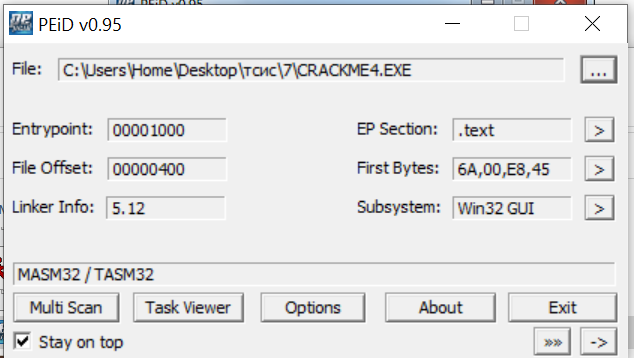 PEiD v0.95
File: C:\Users\Home\Desktop\тсис\7\CRACKME4.EXE ...
Entrypoint: 00001000 EP Section: .text >
File Offset: 00000400 First Bytes: 6A,00,E8,45 >
Linker Info: 5.12 Subsystem: Win32 GUI >
MASM32 / TASM32
Multi Scan Task Viewer Options About Exit
Stay on top »» ->